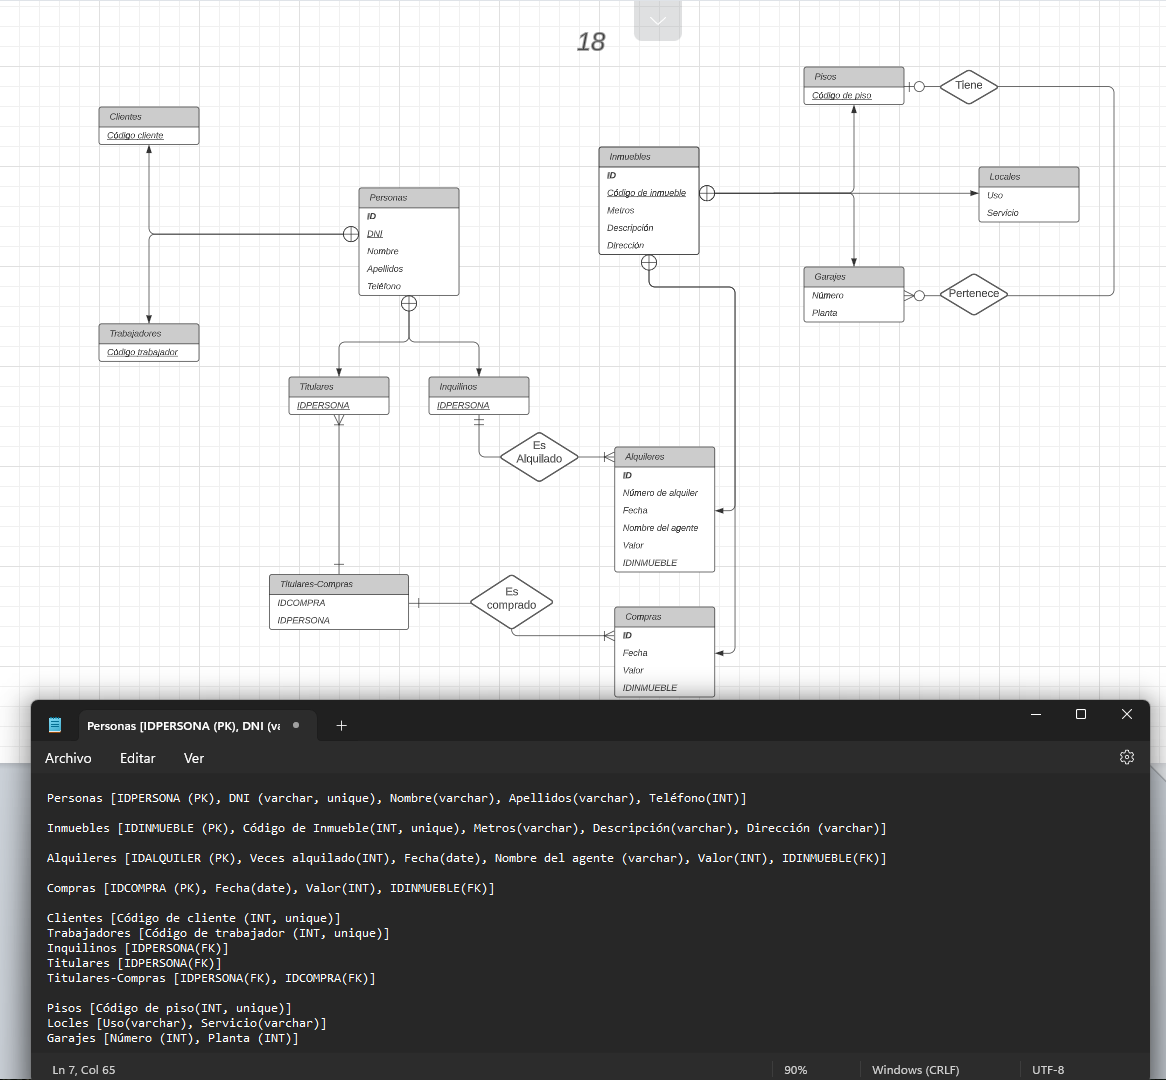 18
Clientes
Código cliente
Personas
ID
DNI
Nombre
Apellidos
Teléfono
Trabajadores
Código trabajador
Titulares
IDPERSONA
Inquilinos
IDPERSONA
Inmuebles
ID
Código de inmueble
Metros
Descripción
Dirección
Pisos
Código de piso
Tiene
Locales
Uso
Servicio
Garajes
Número
Planta
Pertenece
Es
Alquilado
Alquileres
ID
Número de alquiler
Fecha
Nombre del agente
Valor
IDINMUEBLE
Titulares-Compras
IDCOMPRA
IDPERSONA
Es
comprado
Compras
ID
Fecha
Valor
IDINMUEBLE
Personas [IDPERSONA (PK), DNI (va
Archivo Editar Ver
Personas [IDPERSONA (PK), DNI (varchar, unique), Nombre(varchar), Apellidos(varchar), Teléfono(INT)]
Inmuebles [IDINMUEBLE (PK), Código de Inmueble(INT, unique), Metros(varchar), Descripción(varchar), Dirección (varchar)]
Alquileres [IDALQUILER (PK), Veces alquilado(INT), Fecha(date), Nombre del agente (varchar), Valor(INT), IDINMUEBLE(FK)]
Compras [IDCOMPRA (PK), Fecha(date), Valor(INT), IDINMUEBLE(FK)]
Clientes [Código de cliente (INT, unique)]
Trabajadores [Código de trabajador (INT, unique)]
Inquilinos [IDPERSONA(FK)]
Titulares [IDPERSONA(FK)]
Titulares-Compras [IDPERSONA(FK), IDCOMPRA(FK)]
Pisos [Código de piso(INT, unique)]
Locles [Uso(varchar), Servicio(varchar)]
Garajes [Número (INT), Planta (INT)]
Ln 7, Col 65 90% Windows (CRLF) UTF-8